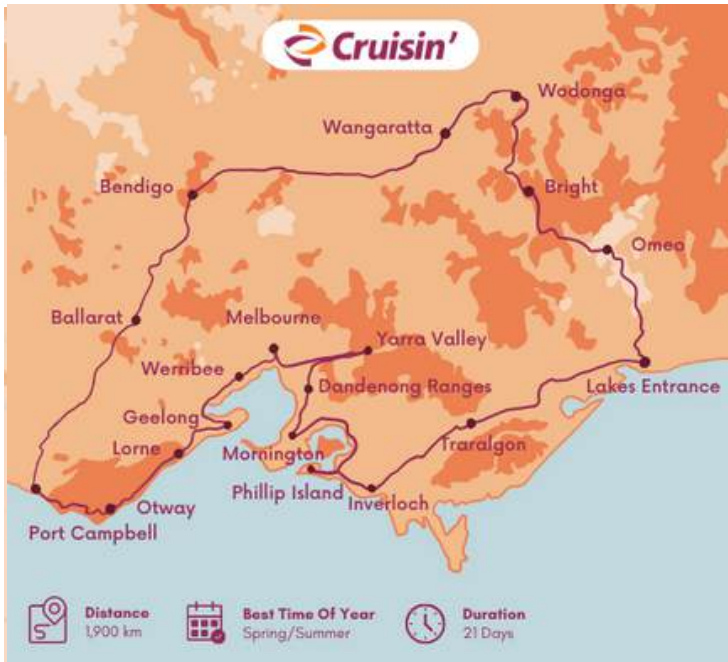 Cruisin'
Wodonga
Wangaratta
Bendigo
Bright
Omeo
Ballarat
Melbourne
Yarra Valley
Werribee
Dandenong Ranges
Lakes Entrance
Geelong
Lorne
Mornington
Traralgon
Phillip Island
Inverloch
Otway
Port Campbell
Distance
1,900 km
Best Time Of Year
Spring/Summer
Duration
21 Days